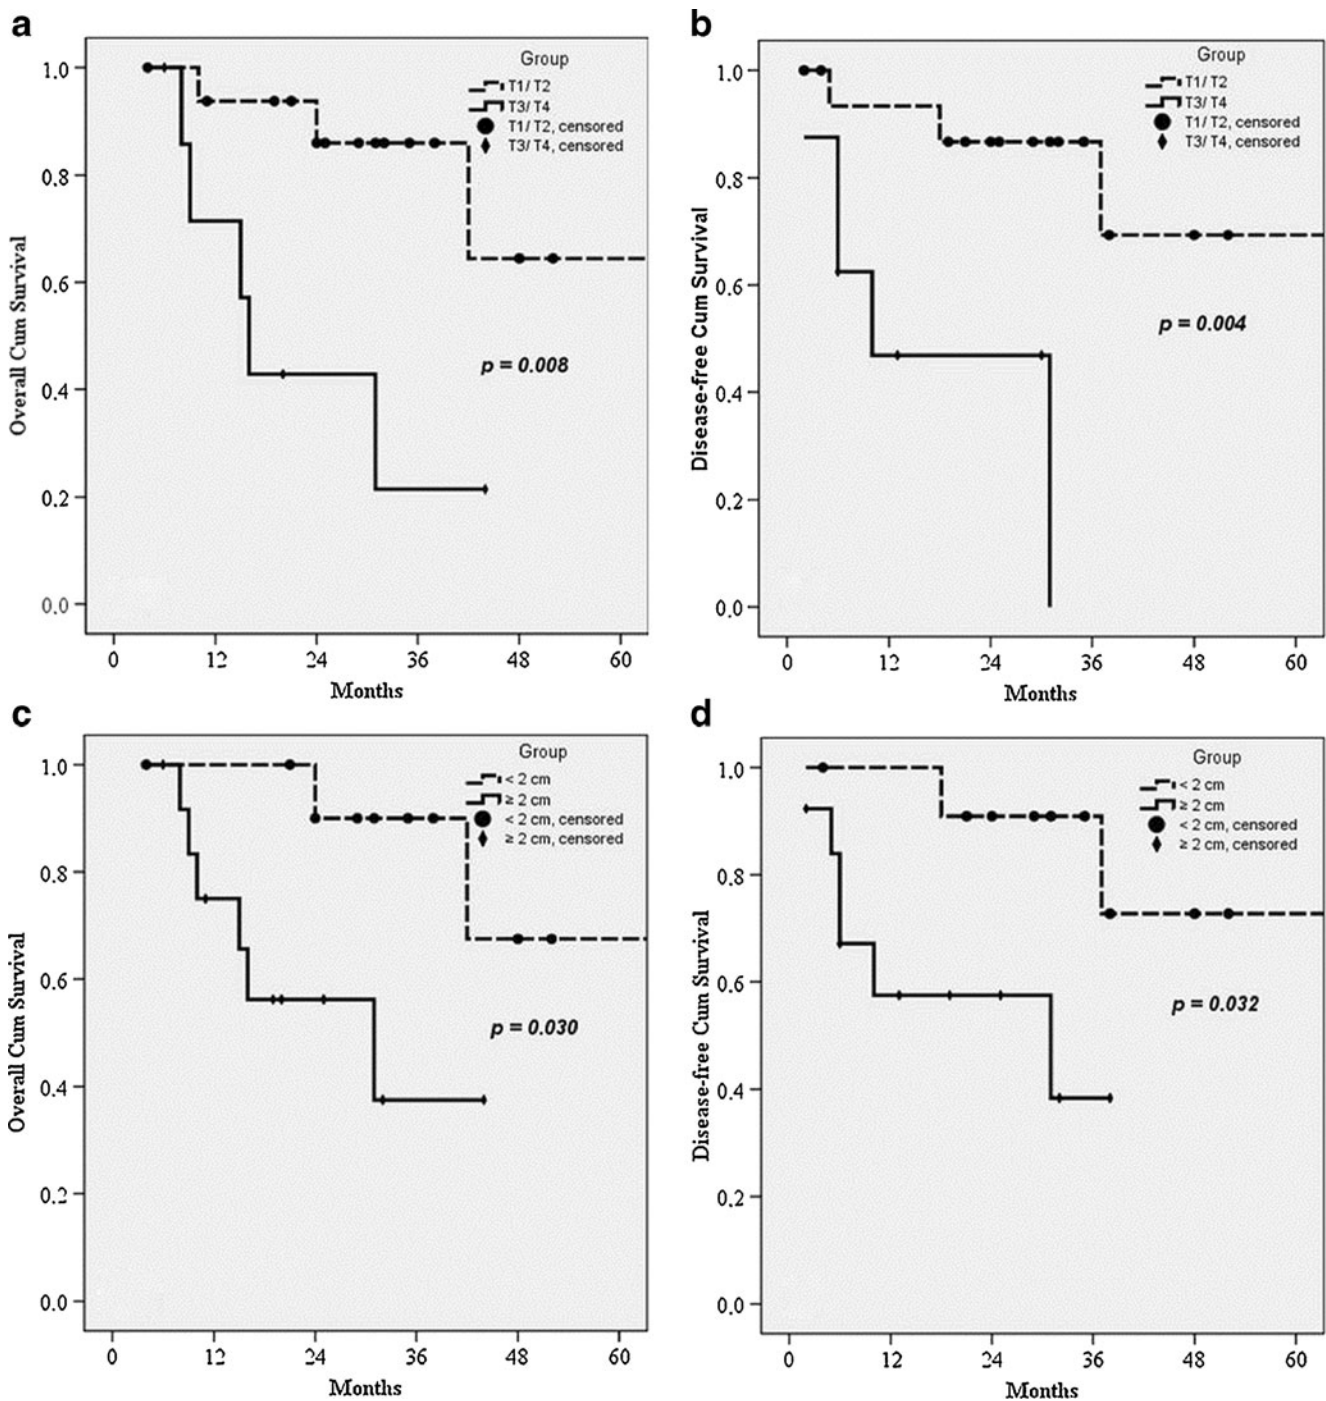 a
Group
T1/ T2
T3/ T4
T1/ T2, censored
T3/ T4, censored
1.0
0.8
0.6
0.4
0.2
0.0
Overall Cum Survival
p = 0.008
0 12 24 36 48 60
Months
b
Group
T1/ T2
T3/ T4
T1/ T2, censored
T3/ T4, censored
1.0
0.8
0.6
0.4
0.2
0.0
Disease-free Cum Survival
p = 0.004
0 12 24 36 48 60
Months
c
Group
< 2 cm
≥ 2 cm
< 2 cm, censored
≥ 2 cm, censored
1.0
0.8
0.6
0.4
0.2
0.0
Overall Cum Survival
p = 0.030
0 12 24 36 48 60
Months
d
Group
< 2 cm
≥ 2 cm
< 2 cm, censored
≥ 2 cm, censored
1.0
0.8
0.6
0.4
0.2
0.0
Disease-free Cum Survival
p = 0.032
0 12 24 36 48 60
Months